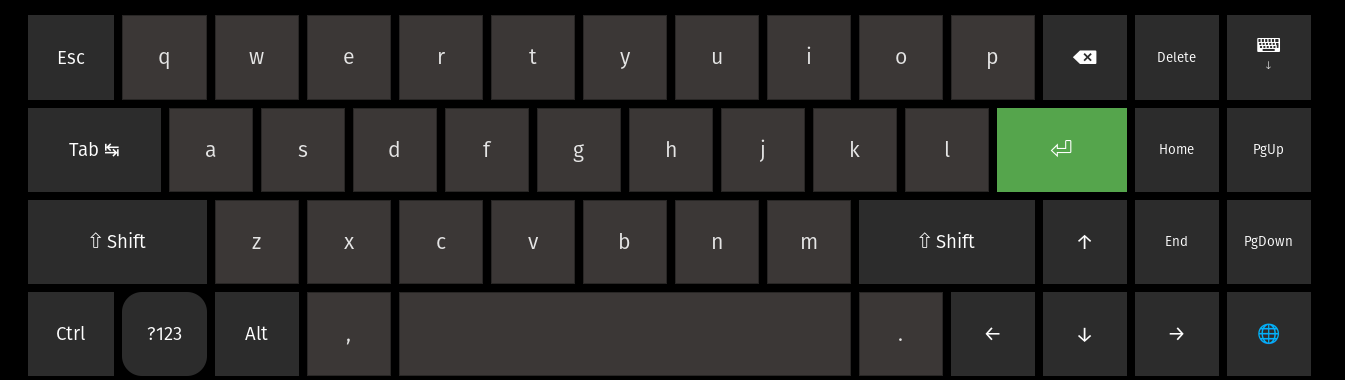 Esc q w e r t y u i o p Delete ↓
Tab ↹ a s d f g h j k l ⏎ Home PgUp
⇧ Shift z x c v b n m ⇧ Shift ↑ End PgDown
Ctrl ?123 Alt , . ← ↓ →